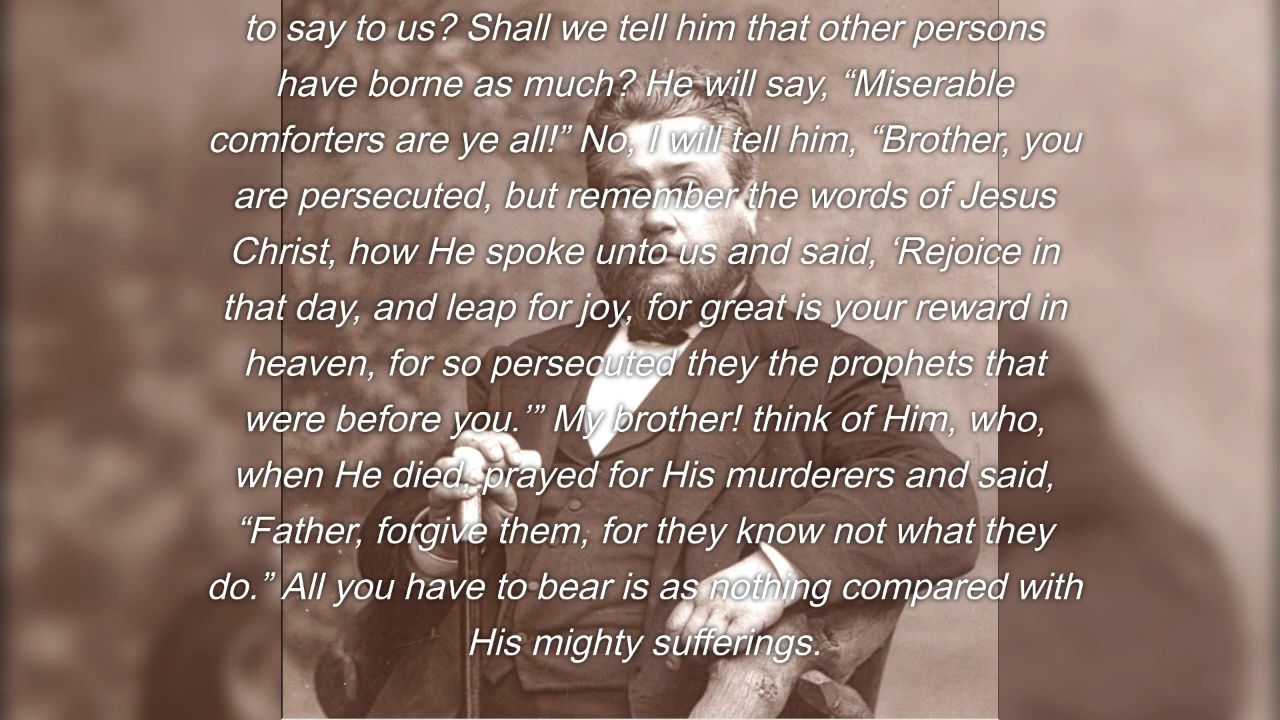 to say to us? Shall we tell him that other persons
have borne as much? He will say, “Miserable
comforters are ye all!” No, I will tell him, “Brother, you
are persecuted, but remember the words of Jesus
Christ, how He spoke unto us and said, ‘Rejoice in
that day, and leap for joy, for great is your reward in
heaven, for so persecuted they the prophets that
were before you.’” My brother! think of Him, who,
when He died, prayed for His murderers and said,
“Father, forgive them, for they know not what they
do.” All you have to bear is as nothing compared with
His mighty sufferings.